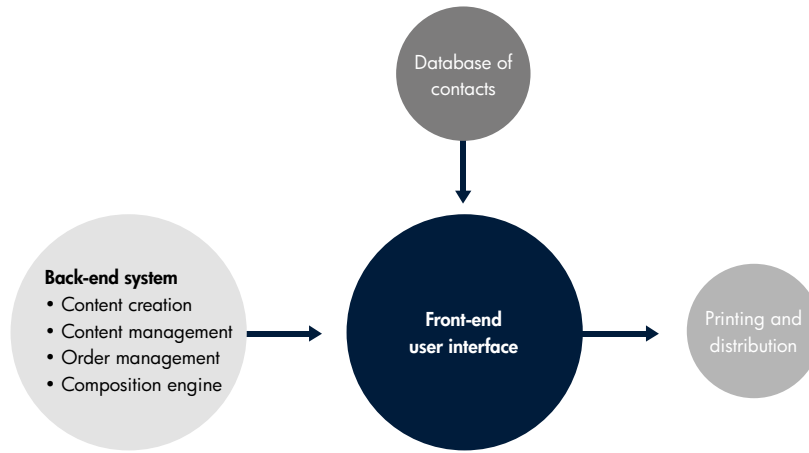 Database of
contacts
Back-end system
• Content creation
• Content management
• Order management
• Composition engine
Front-end
user interface
Printing and
distribution